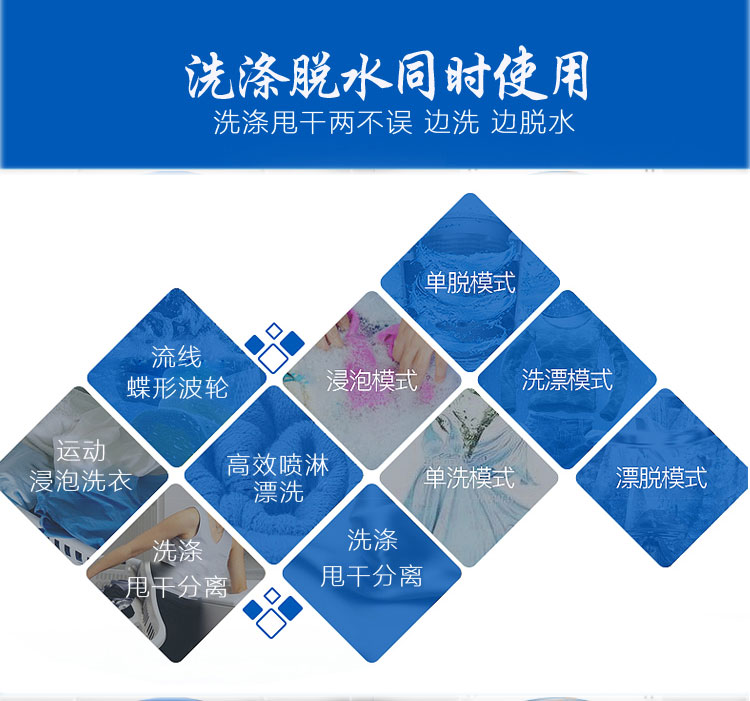 洗涤脱水同时使用
洗涤甩干两不误 边洗 边脱水
单脱模式
流线
蝶形波轮
浸泡模式
洗漂模式
运动
浸泡洗衣
高效喷淋
漂洗
单洗模式
漂脱模式
洗涤
甩干分离
洗涤
甩干分离